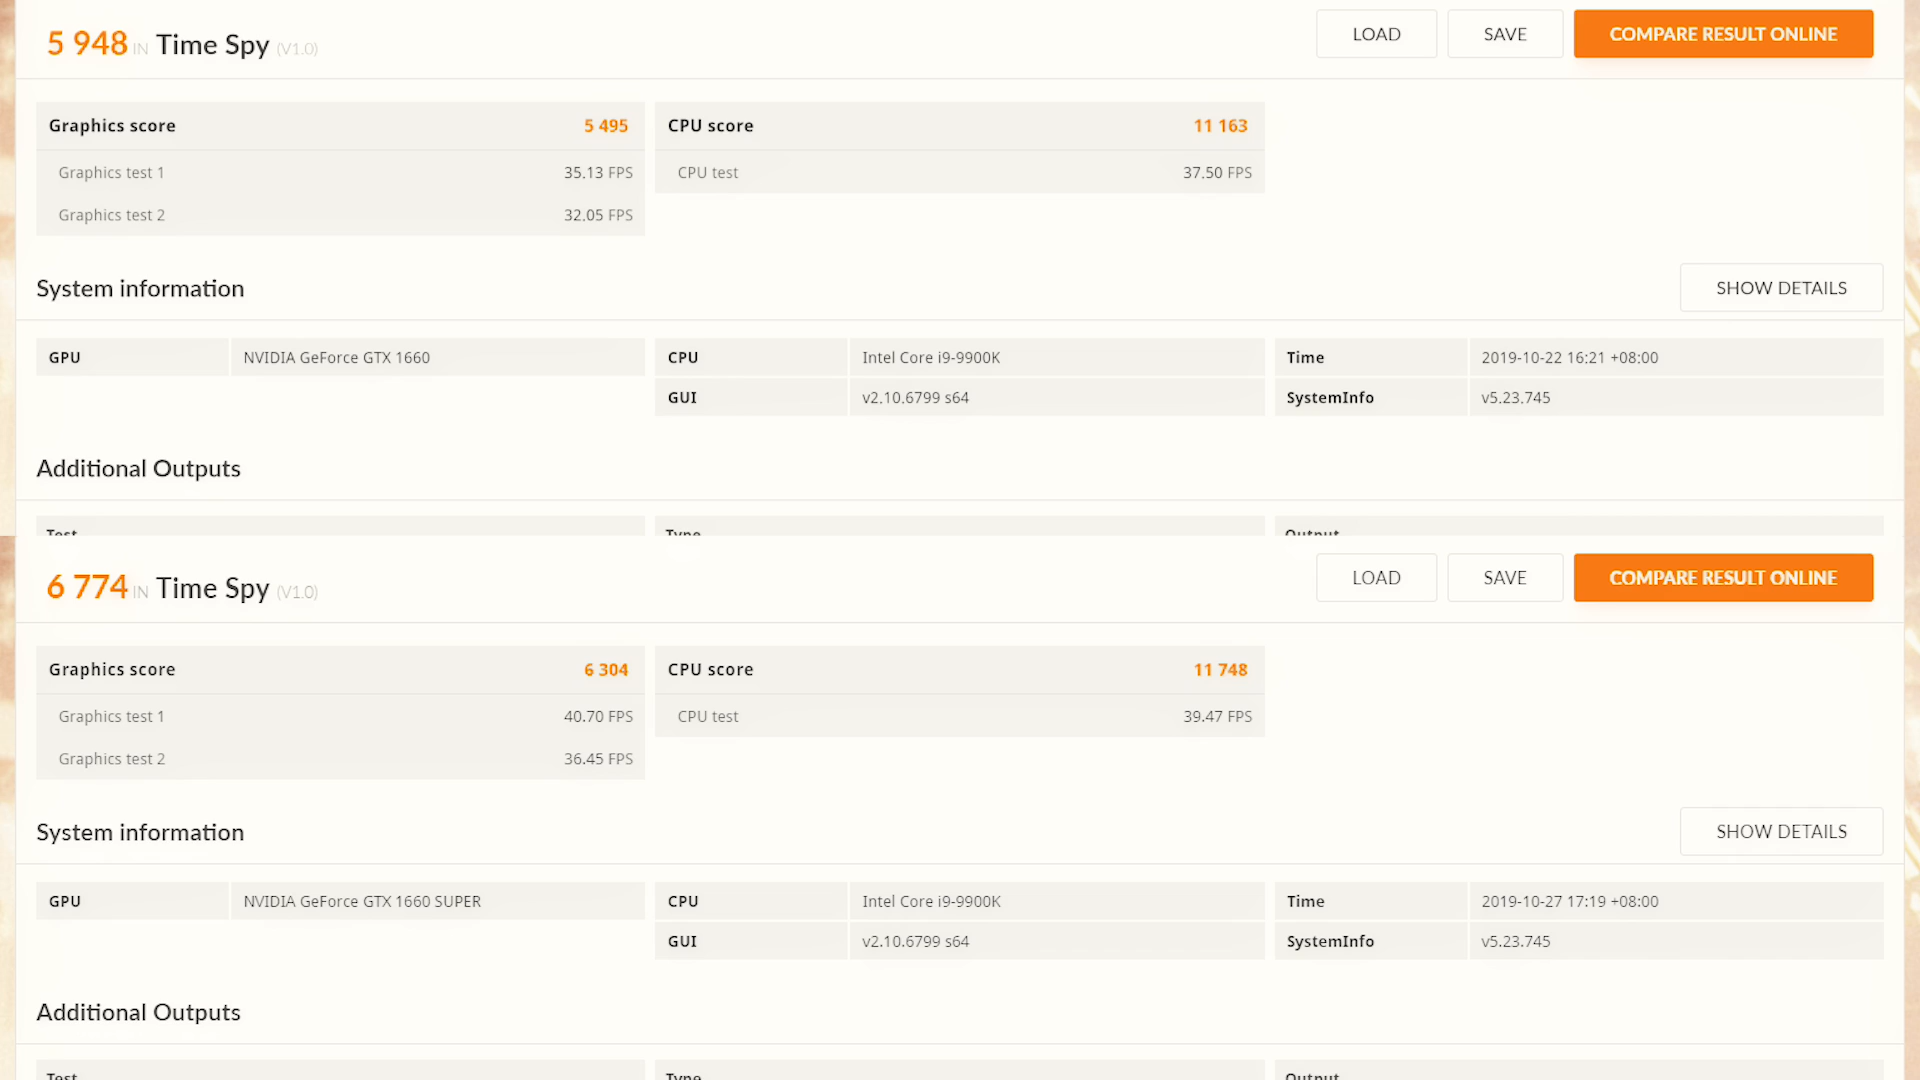 5 948 IN Time Spy (V1.0)
LOAD
SAVE
COMPARE RESULT ONLINE
Graphics score 5 495
Graphics test 1 35.13 FPS
Graphics test 2 32.05 FPS
CPU score 11 163
CPU test 37.50 FPS
System information
SHOW DETAILS
GPU NVIDIA GeForce GTX 1660
CPU Intel Core i9-9900K
GUI v2.10.6799 s64
Time 2019-10-22 16:21 +08:00
SystemInfo v5.23.745
Additional Outputs
Test
Type
Output
6 774 IN Time Spy (V1.0)
LOAD
SAVE
COMPARE RESULT ONLINE
Graphics score 6 304
Graphics test 1 40.70 FPS
Graphics test 2 36.45 FPS
CPU score 11 748
CPU test 39.47 FPS
System information
SHOW DETAILS
GPU NVIDIA GeForce GTX 1660 SUPER
CPU Intel Core i9-9900K
GUI v2.10.6799 s64
Time 2019-10-27 17:19 +08:00
SystemInfo v5.23.745
Additional Outputs
Test
Type
Output